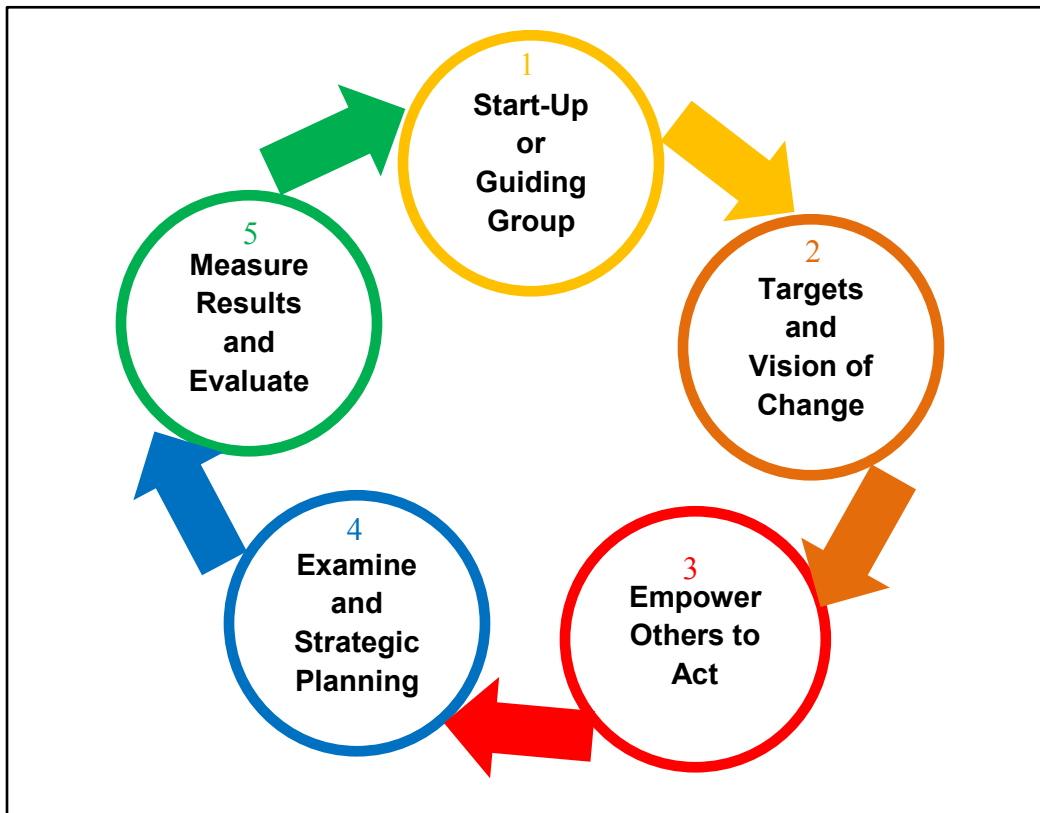 1
Start-Up
or
Guiding
Group
2
Targets
and
Vision of
Change
3
Empower
Others to
Act
4
Examine
and
Strategic
Planning
5
Measure
Results
and
Evaluate